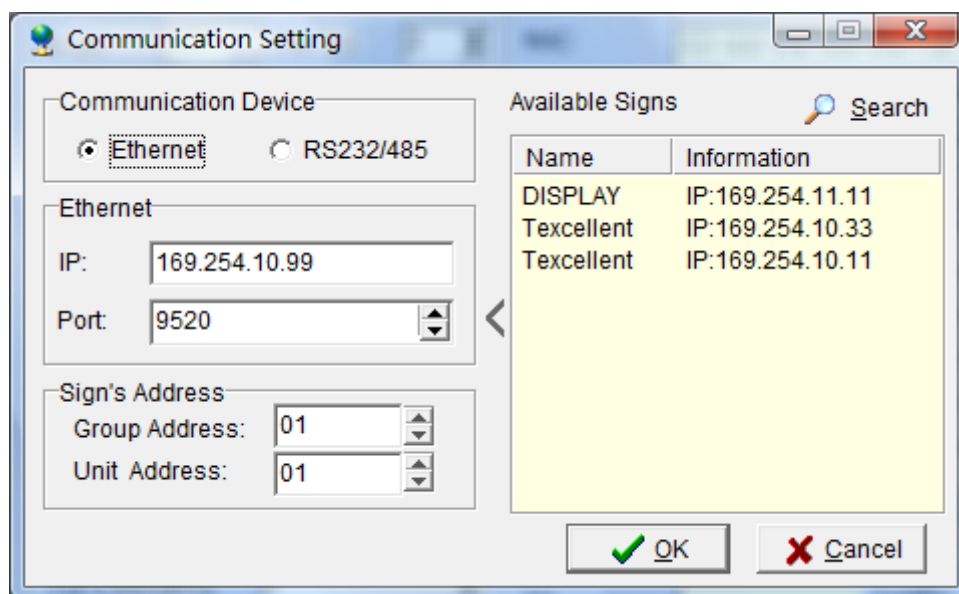 Communication Setting
Communication Device
Ethernet
RS232/485
Ethernet
IP:
169.254.10.99
Port:
9520
Sign's Address
Group Address:
01
Unit Address:
01
Available Signs
Search
Name Information
DISPLAY IP:169.254.11.11
Texcellent IP:169.254.10.33
Texcellent IP:169.254.10.11
<
OK
Cancel